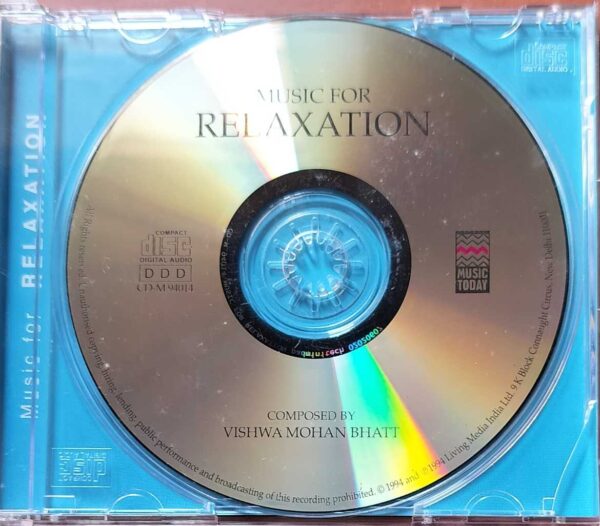 MUSIC FOR
RELAXATION
COMPACT
disc
DIGITAL AUDIO
DDD
CD-M94014
MUSIC
TODAY
COMPOSED BY
VISHWA MOHAN BHATT
All Rights reserved. Unauthorised copying, hiring, lending, public performance and broadcasting of this recording prohibited. © 1994 and ℗ 1994 Living Media India Ltd. 9 K Block Connaught Circus, New Delhi 110001
Music for RELAXATION
COMPACT
disc
DIGITAL AUDIO